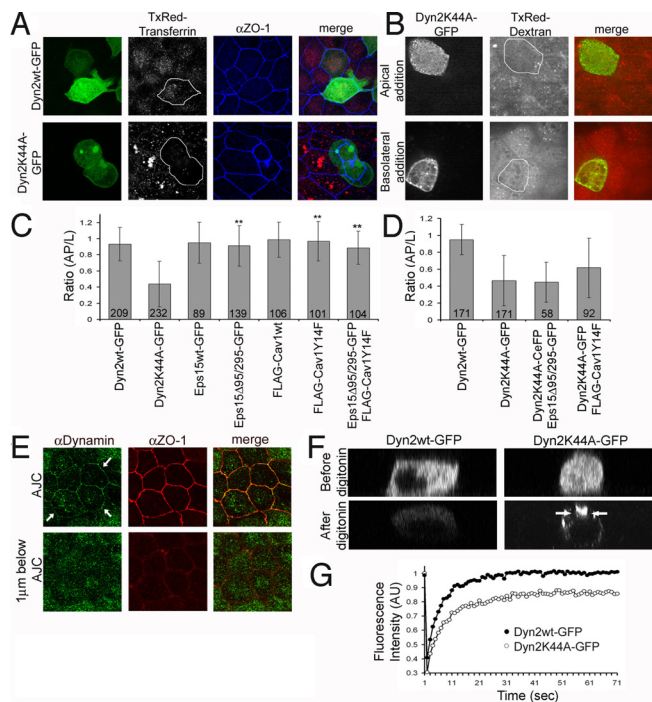 A
TxRed-
Transferrin
αZO-1
merge
Dyn2wt-GFP
Dyn2K44A-
GFP
B
Dyn2K44A-
GFP
TxRed-
Dextran
merge
Apical
addition
Basolateral
addition
C
Ratio (AP/L)
1.4
1.2
1
0.8
0.6
0.4
0.2
0
**
**
**
209
232
89
139
106
101
104
Dyn2wt-GFP
Dyn2K44A-GFP
Eps15wt-GFP
Eps15Δ95/295-GFP
FLAG-Cav1wt
FLAG-Cav1Y14F
Eps15Δ95/295-GFP
FLAG-Cav1Y14F
D
Ratio (AP/L)
1.4
1.2
1
0.8
0.6
0.4
0.2
0
171
171
58
92
Dyn2wt-GFP
Dyn2K44A-GFP
Dyn2K44A-CeFP
Eps15Δ95/295-GFP
Dyn2K44A-GFP
FLAG-Cav1Y14F
E
αDynamin
αZO-1
merge
AJC
1μm below
AJC
F
Dyn2wt-GFP
Dyn2K44A-GFP
Before
digitonin
After
digitonin
G
Fluorescence
Intensity (AU)
1
0.9
0.8
0.7
0.6
0.5
0.4
0.3
Dyn2wt-GFP
Dyn2K44A-GFP
1
11
21
31
41
51
61
71
Time (sec)